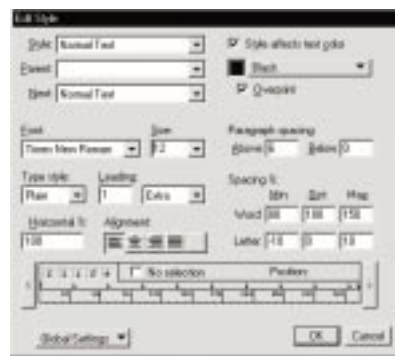 Edit Style
Style: Normal Text
Style affects text color
Parent:
Black
Next: Normal Text
Overprint
Font: Size:
Times New Roman 12
Paragraph spacing:
Above: 6 Below: 0
Type style: Leading:
Plain 1 Extra
Spacing %:
Min Opt Max
Word: 80 100 150
Letter: -10 0 10
Horizontal %: Alignment:
100
No selection Position:
Global Settings
OK Cancel